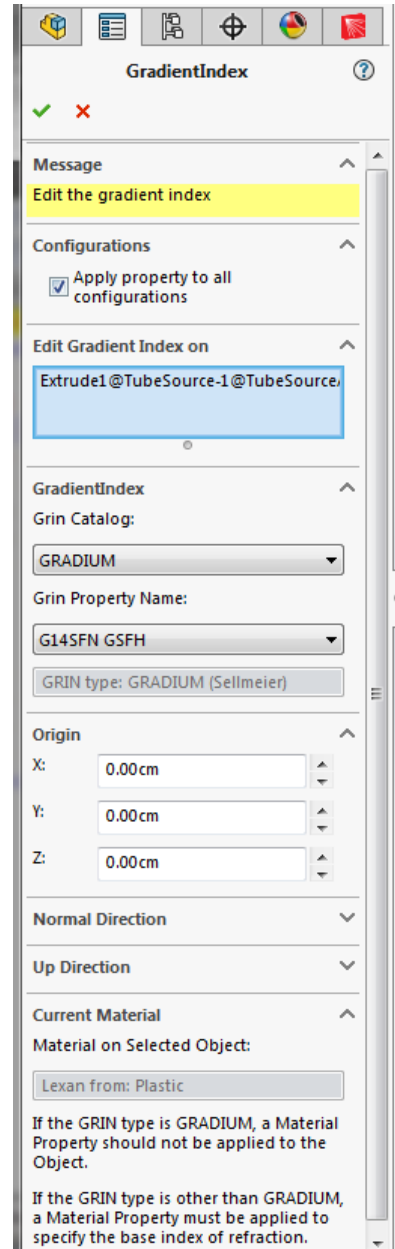 GradientIndex
?
Message
Edit the gradient index
Configurations
Apply property to all
configurations
Edit Gradient Index on
Extrude1@TubeSource-1@TubeSource
GradientIndex
Grin Catalog:
GRADIUM
Grin Property Name:
G14SFN GSFH
GRIN type: GRADIUM (Sellmeier)
Origin
X:
0.00cm
Y:
0.00cm
Z:
0.00cm
Normal Direction
Up Direction
Current Material
Material on Selected Object:
Lexan from: Plastic
If the GRIN type is GRADIUM, a Material
Property should not be applied to the
Object.
If the GRIN type is other than GRADIUM,
a Material Property must be applied to
specify the base index of refraction.